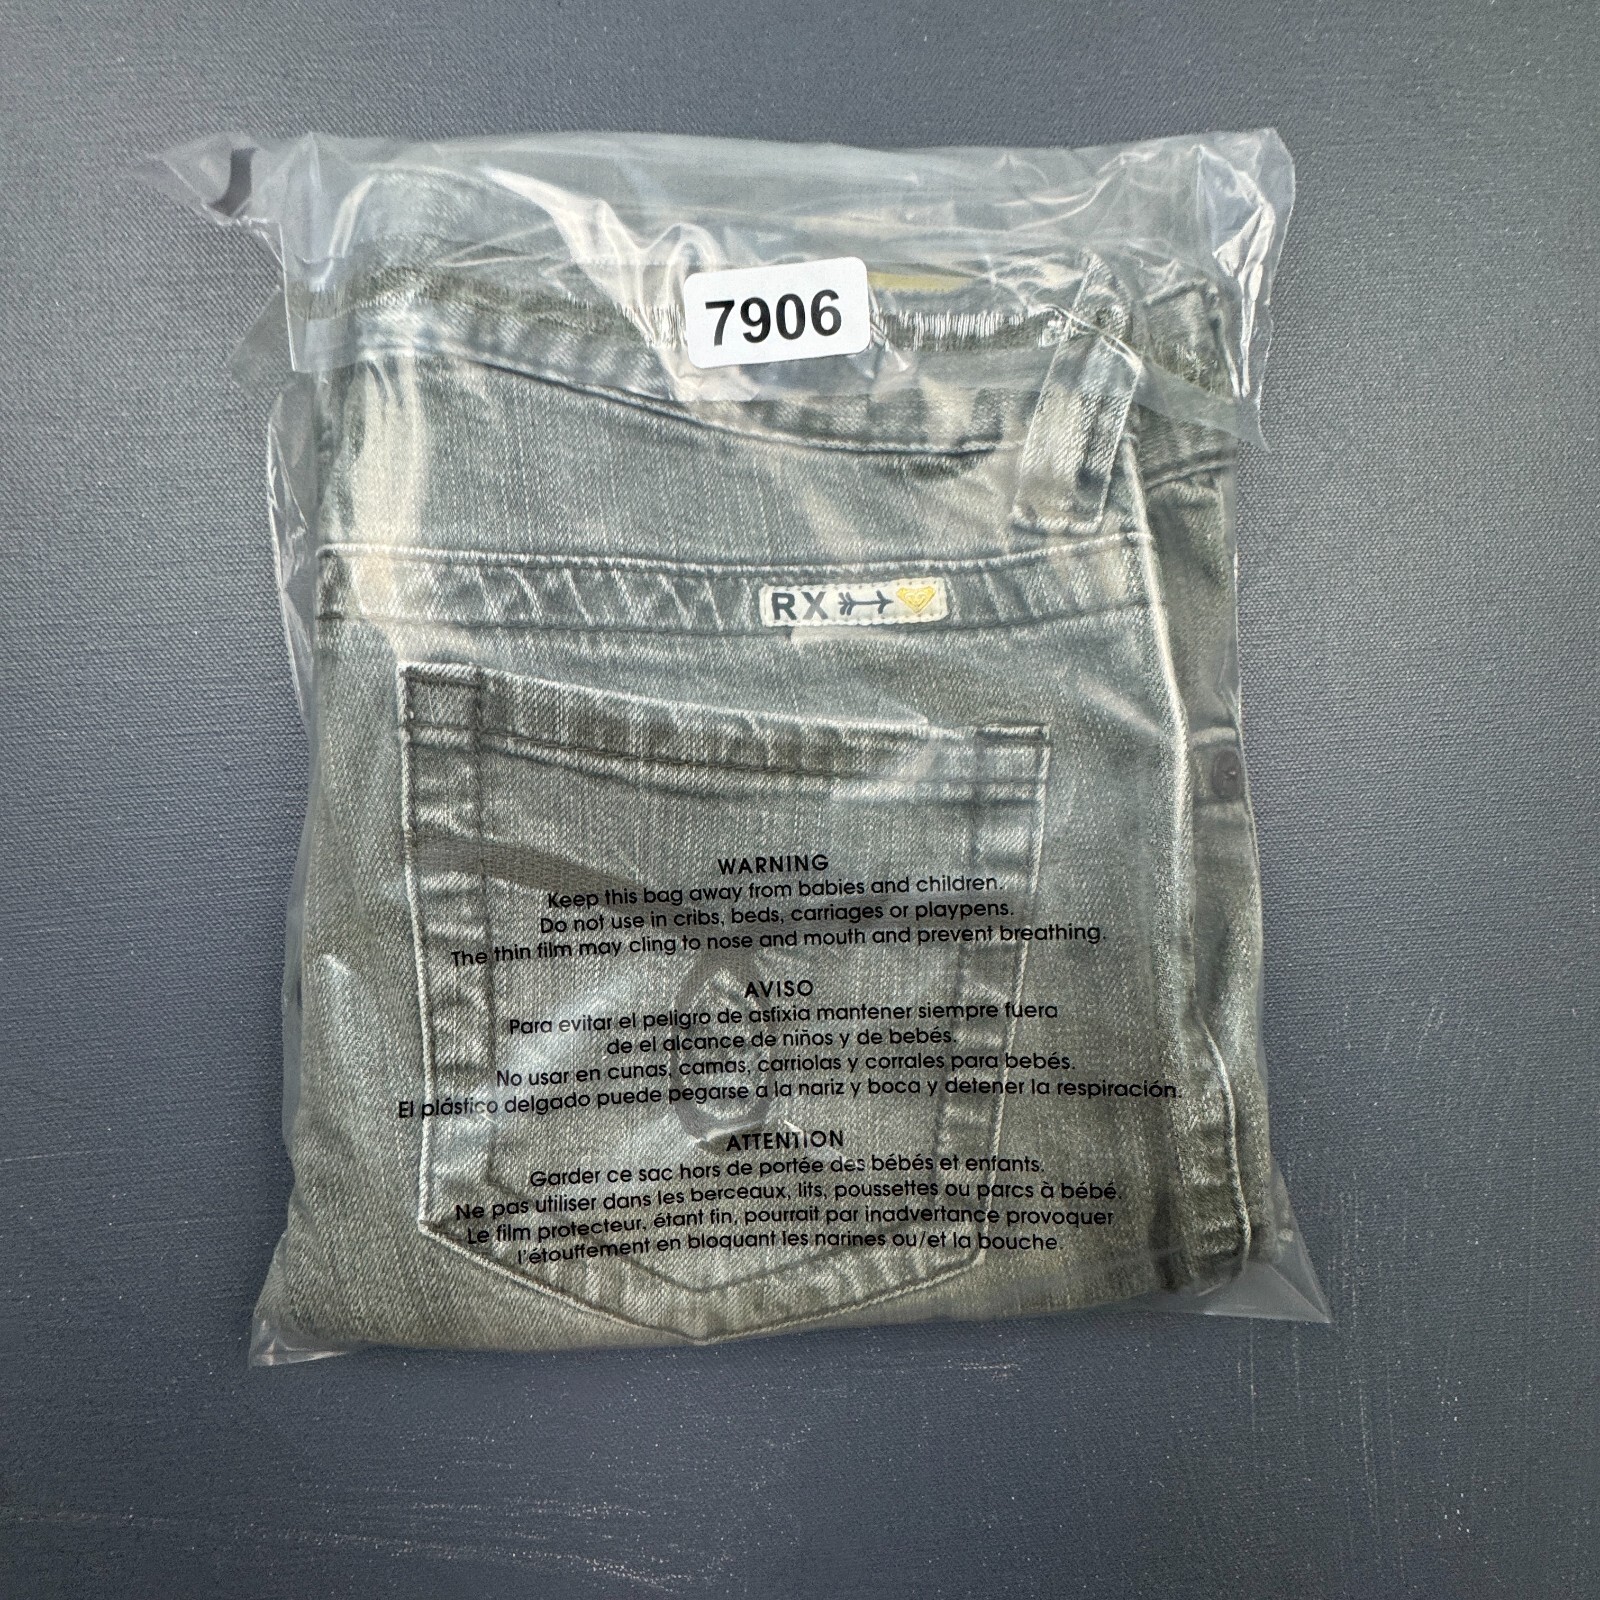 7906
RX
WARNING
Keep this bag away from babies and children.
Do not use in cribs, beds, carriages or playpens.
The thin film may cling to nose and mouth and prevent breathing.
AVISO
Para evitar el peligro de asfixia mantener siempre fuera
de el alcance de niños y de bebés.
No usar en cunas, camas, carriolas y corrales para bebés.
El plástico delgado puede pegarse a la nariz y boca y detener la respiración.
ATTENTION
Garder ce sac hors de portée des bébés et enfants.
Ne pas utiliser dans les berceaux, lits, poussettes ou parcs à bébé.
Le film protecteur, étant fin, pourrait par inadvertance provoquer
l'étouffement en bloquant les narines ou/et la bouche.